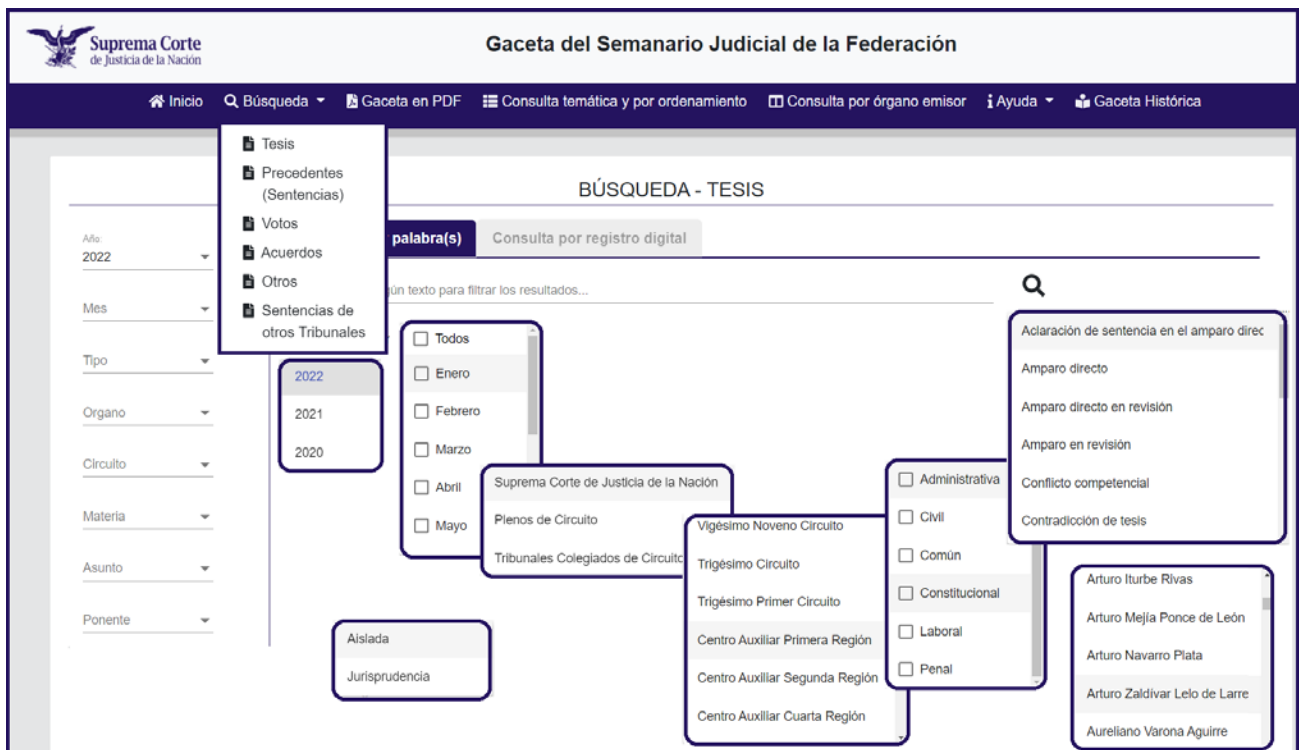 Suprema Corte
de Justicia de la Nación
Gaceta del Semanario Judicial de la Federación
Inicio Búsqueda Gaceta en PDF Consulta temática y por ordenamiento Consulta por órgano emisor Ayuda Gaceta Histórica
Tesis
Precedentes
(Sentencias)
Votos
Acuerdos
Otros
Sentencias de
otros Tribunales
BÚSQUEDA - TESIS
palabra(s)
Consulta por registro digital
texto para filtrar los resultados...
Año:
2022
Mes
Tipo
Organo
Circuito
Materia
Asunto
Ponente
2022
2021
2020
Todos
Enero
Febrero
Marzo
Abril
Mayo
Aislada
Jurisprudencia
Suprema Corte de Justicia de la Nación
Plenos de Circuito
Tribunales Colegiados de Circuito
Vigésimo Noveno Circuito
Trigésimo Circuito
Trigésimo Primer Circuito
Centro Auxiliar Primera Región
Centro Auxiliar Segunda Región
Centro Auxiliar Cuarta Región
Administrativa
Civil
Común
Constitucional
Laboral
Penal
Aclaración de sentencia en el amparo direc
Amparo directo
Amparo directo en revisión
Amparo en revisión
Conflicto competencial
Contradicción de tesis
Arturo Iturbe Rivas
Arturo Mejía Ponce de León
Arturo Navarro Plata
Arturo Zaldívar Lelo de Larre
Aureliano Varona Aguirre